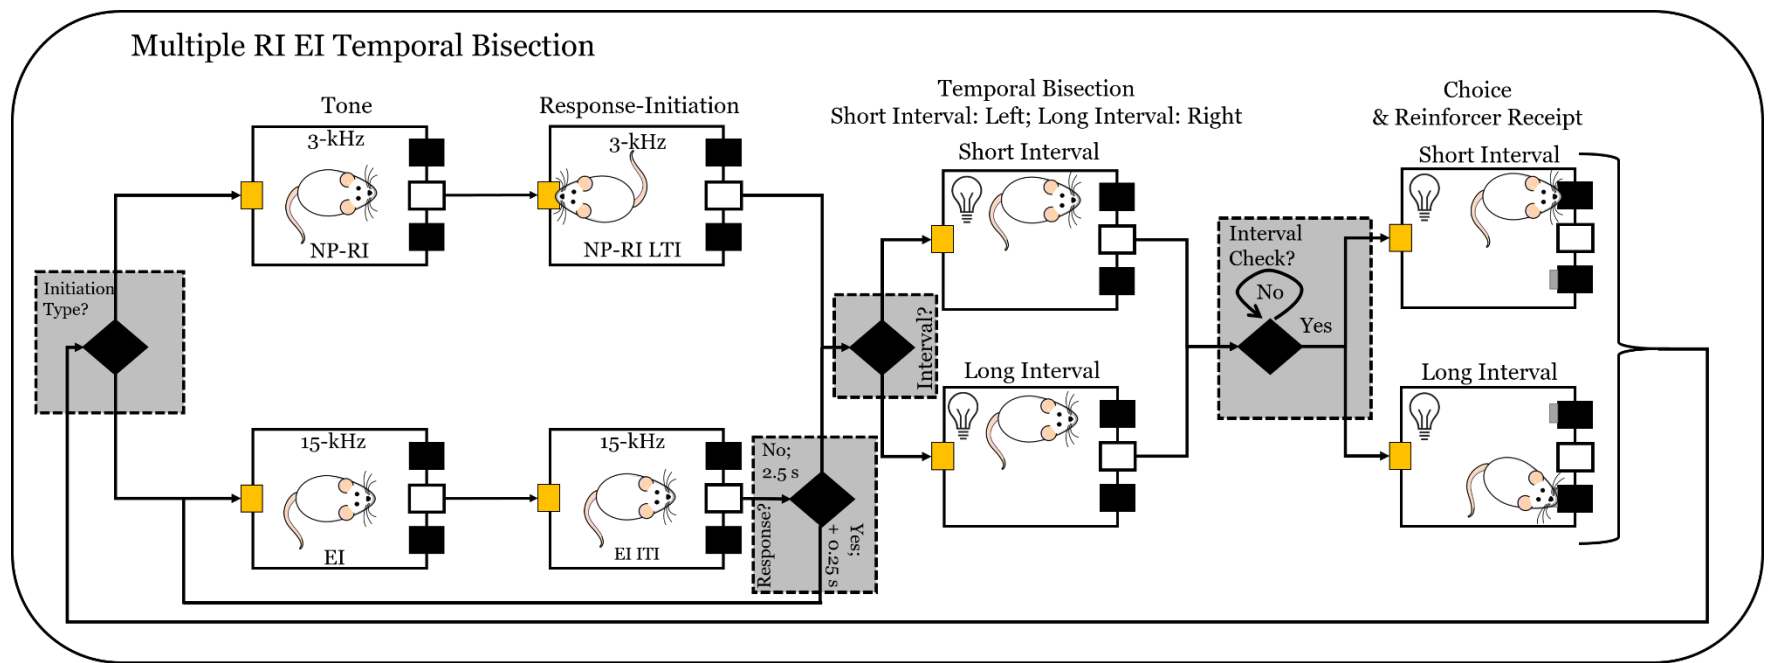 Multiple RI EI Temporal Bisection
Tone
3-kHz
NP-RI
Response-Initiation
3-kHz
NP-RI LTI
Initiation
Type?
15-kHz
EI
15-kHz
EI ITI
No;
2.5 s
Response?
Yes;
+ 0.25 s
Temporal Bisection
Short Interval: Left; Long Interval: Right
Short Interval
Interval?
Long Interval
Interval
Check?
No
Yes
Choice
& Reinforcer Receipt
Short Interval
Long Interval